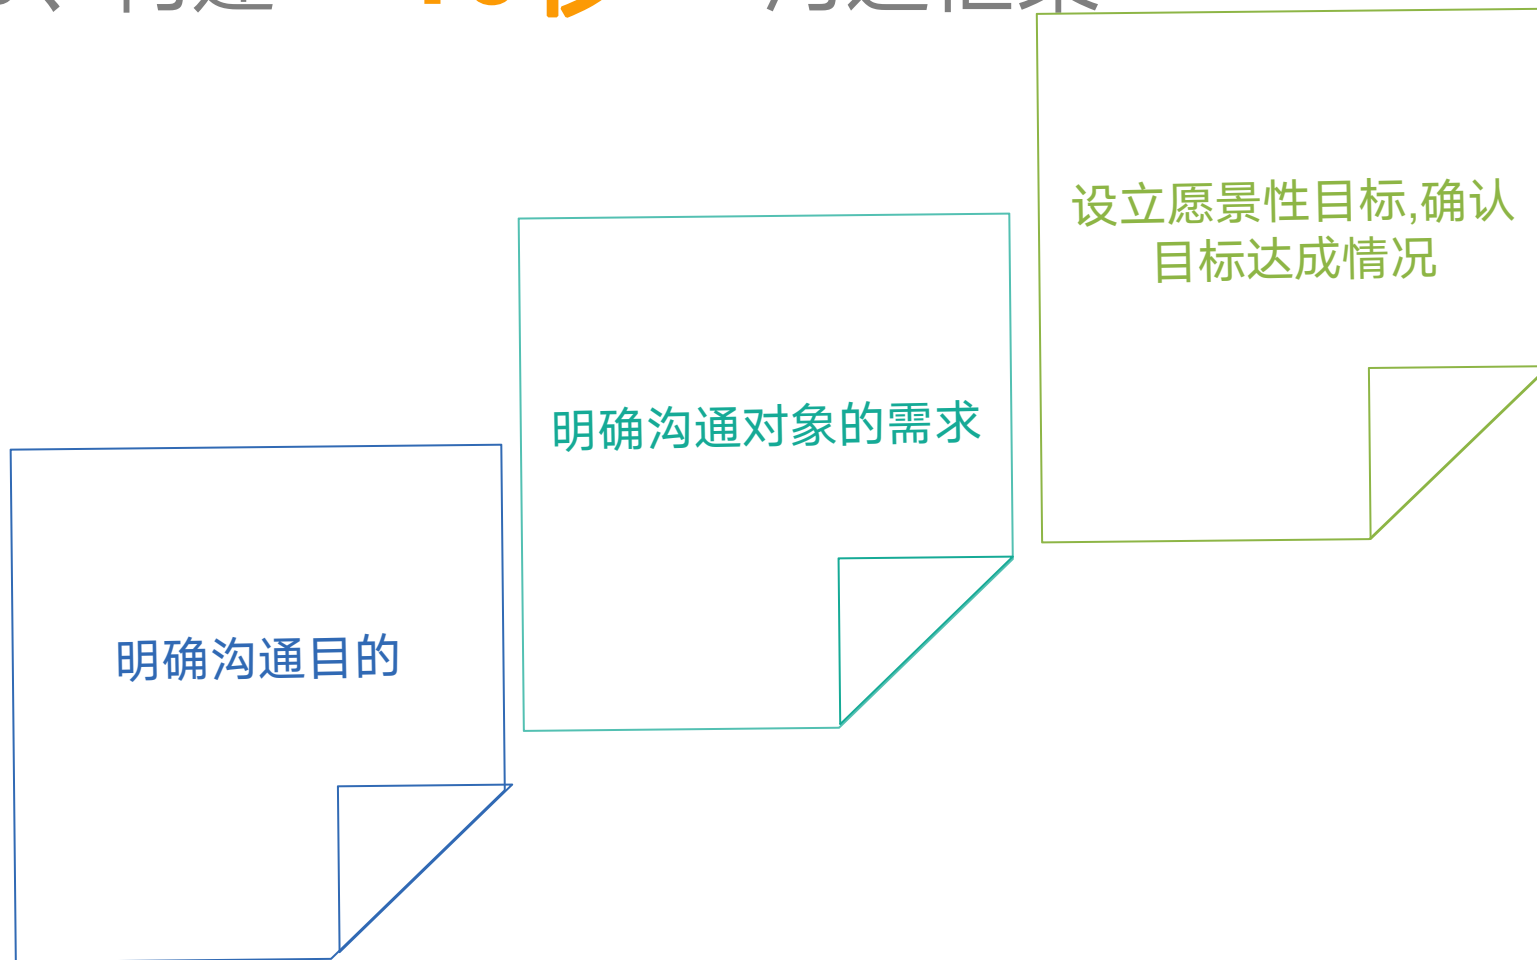 设立愿景性目标,确认
目标达成情况
明确沟通对象的需求
明确沟通目的